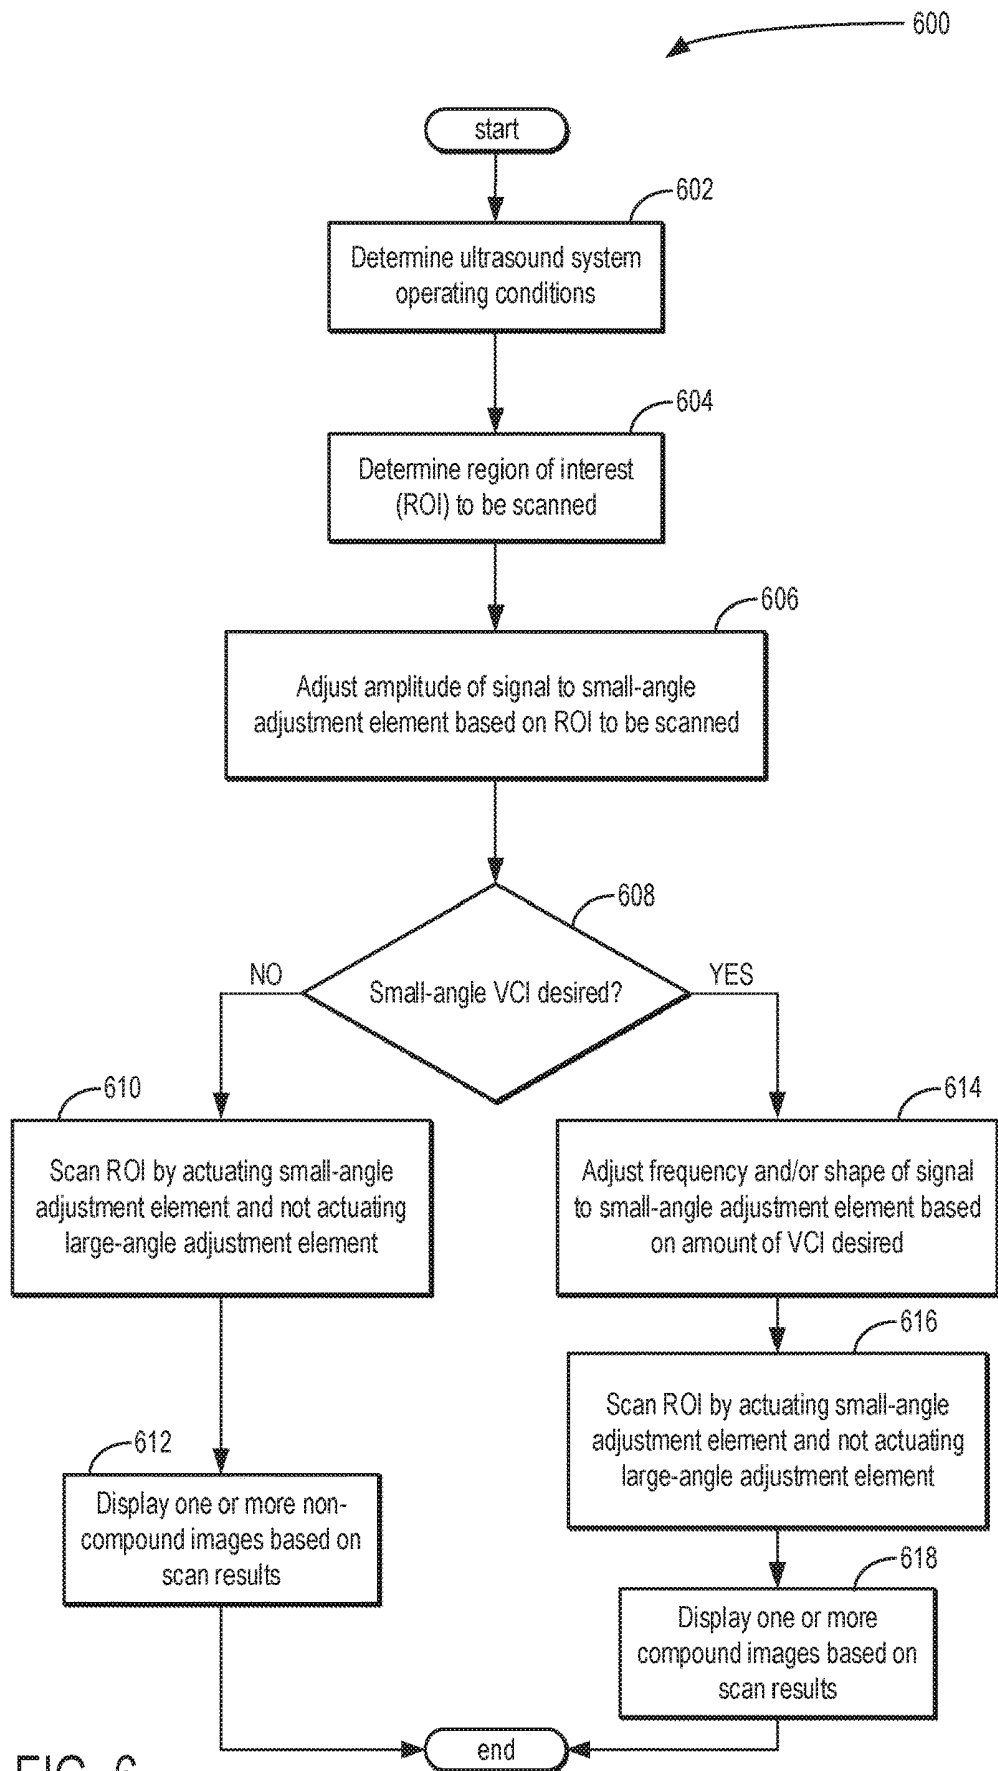 600
start
602
Determine ultrasound system
operating conditions
604
Determine region of interest
(ROI) to be scanned
606
Adjust amplitude of signal to small-angle
adjustment element based on ROI to be scanned
608
NO
Small-angle VCI desired?
YES
610
Scan ROI by actuating small-angle
adjustment element and not actuating
large-angle adjustment element
614
Adjust frequency and/or shape of signal
to small-angle adjustment element based
on amount of VCI desired
616
Scan ROI by actuating small-angle
adjustment element and not actuating
large-angle adjustment element
612
Display one or more non-
compound images based on
scan results
618
Display one or more
compound images based on
scan results
end
FIG. 6